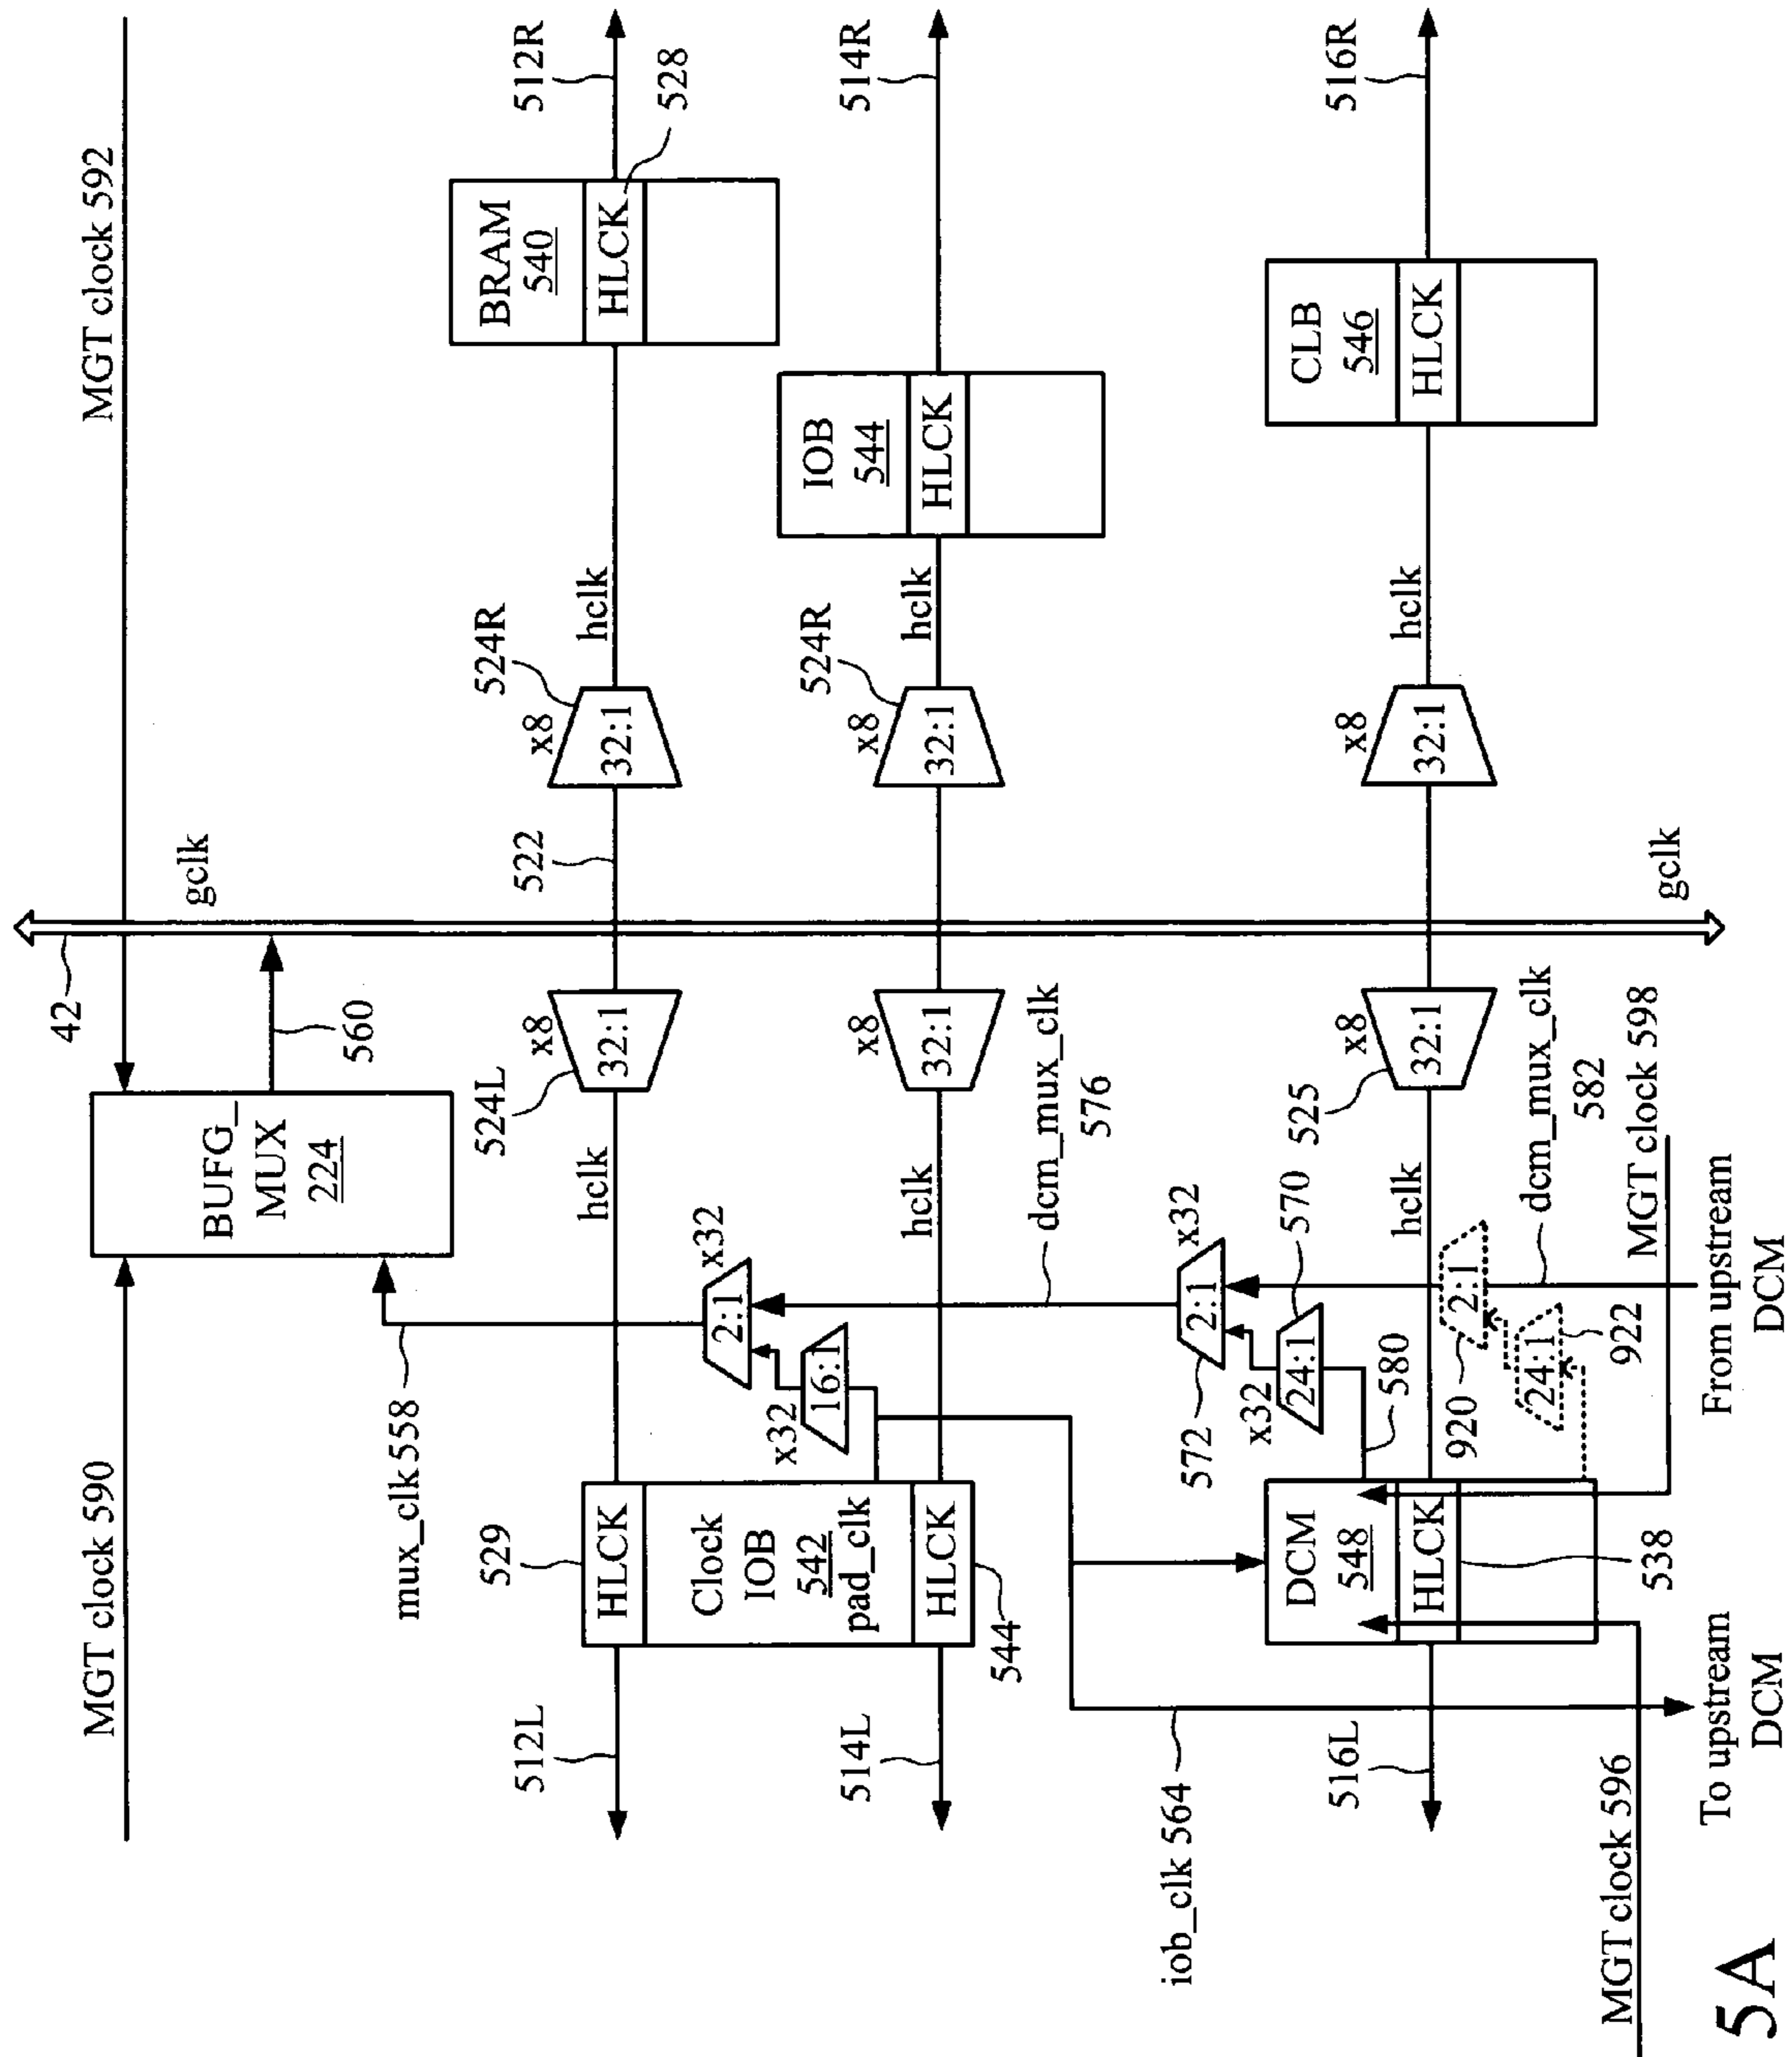 MGT clock 590
MGT clock 592
BUFG_
MUX
224
42
gclk
560
mux_clk 558
512L
529
HLCK
hclk
524L
x8
32:1
522
x8
32:1
524R
hclk
BRAM
540
HLCK
528
512R
Clock
IOB
542
pad_clk
x32
2:1
x32
16:1
514L
HLCK
544
hclk
x8
32:1
x8
32:1
524R
hclk
IOB
544
HLCK
514R
dcm_mux_clk
576
iob_clk 564
572
2:1
x32
x32
24:1
570
580
516L
DCM
548
HLCK
538
hclk
525
x8
32:1
x8
32:1
hclk
CLB
546
HLCK
516R
920
2:1
24:1
922
dcm_mux_clk
582
MGT clock 598
MGT clock 596
gclk
To upstream
DCM
From upstream
DCM
5A